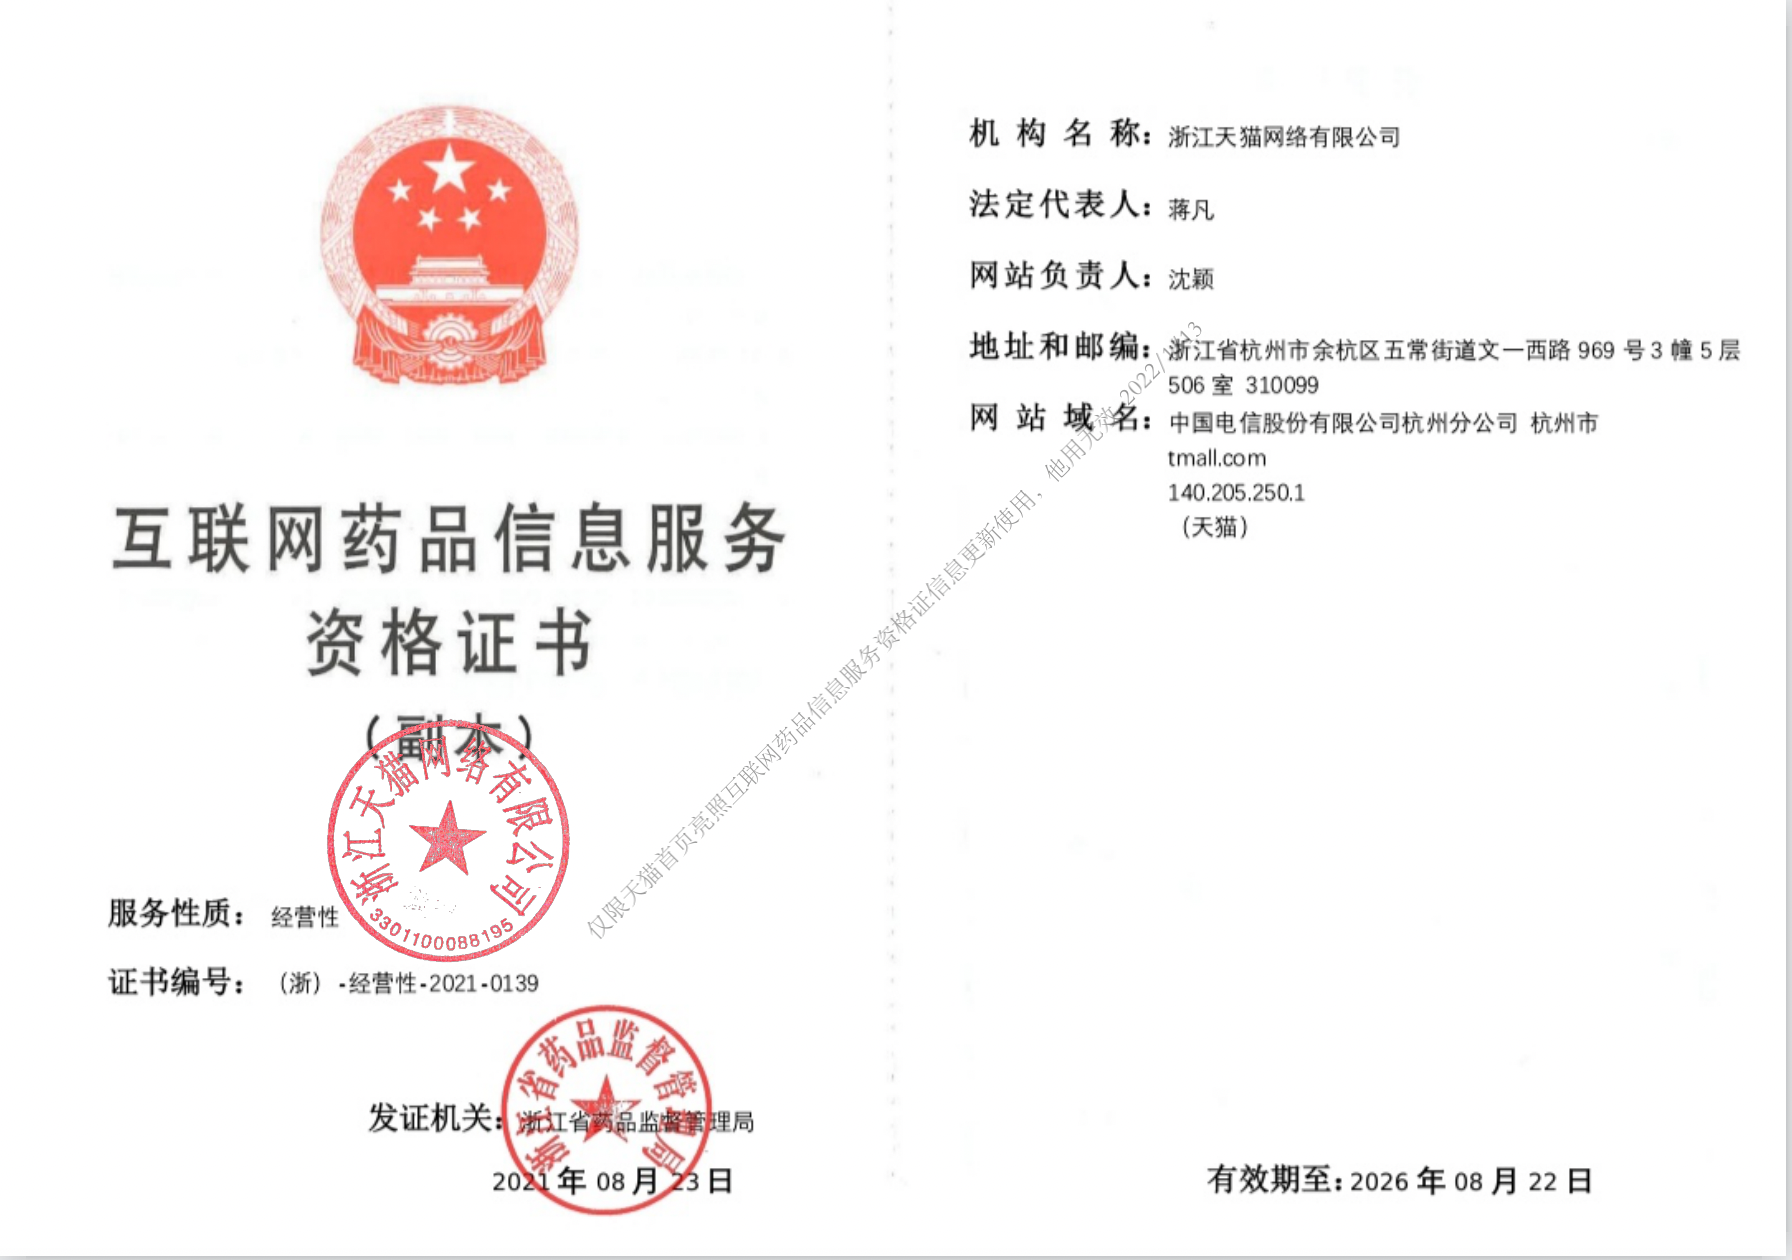 互联网药品信息服务
资格证书
（副本）
浙江天猫网络有限公司
3301100088195
服务性质： 经营性
证书编号： （浙）-经营性-2021-0139
浙江省药品监督管理局
发证机关： 浙江省药品监督管理局
2021 年 08 月 23 日
仅限天猫首页亮照互联网药品信息服务资格证信息更新使用，他用无效
机构名称： 浙江天猫网络有限公司
法定代表人： 蒋凡
网站负责人： 沈颖
地址和邮编： 浙江省杭州市余杭区五常街道文一西路 969 号 3 幢 5 层
506 室 310099
网站域名： 中国电信股份有限公司杭州分公司 杭州市
tmall.com
140.205.250.1
（天猫）
有效期至: 2026 年 08 月 22 日